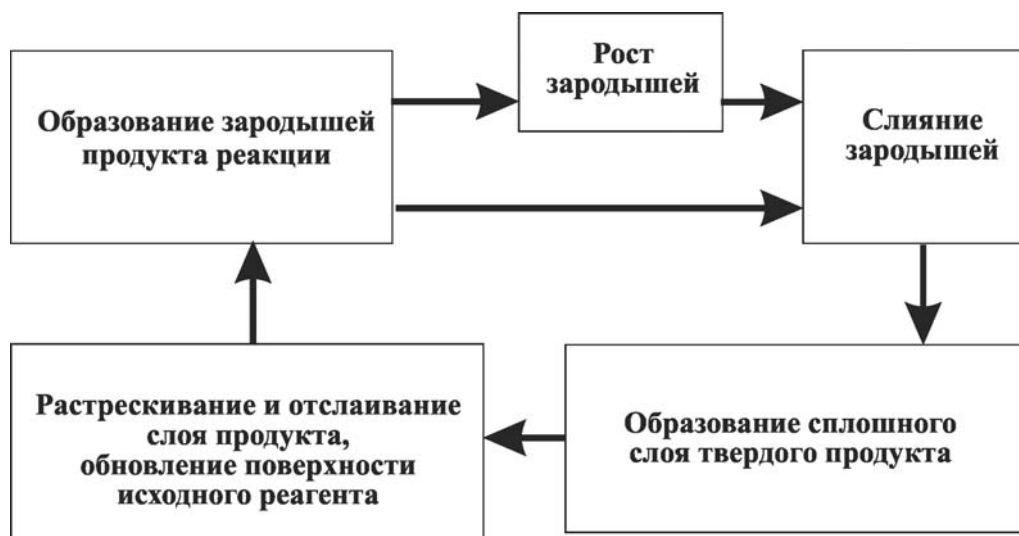 Образование зародышей
продукта реакции
Рост
зародышей
Слияние
зародышей
Растрескивание и отслаивание
слоя продукта,
обновление поверхности
исходного реагента
Образование сплошного
слоя твердого продукта